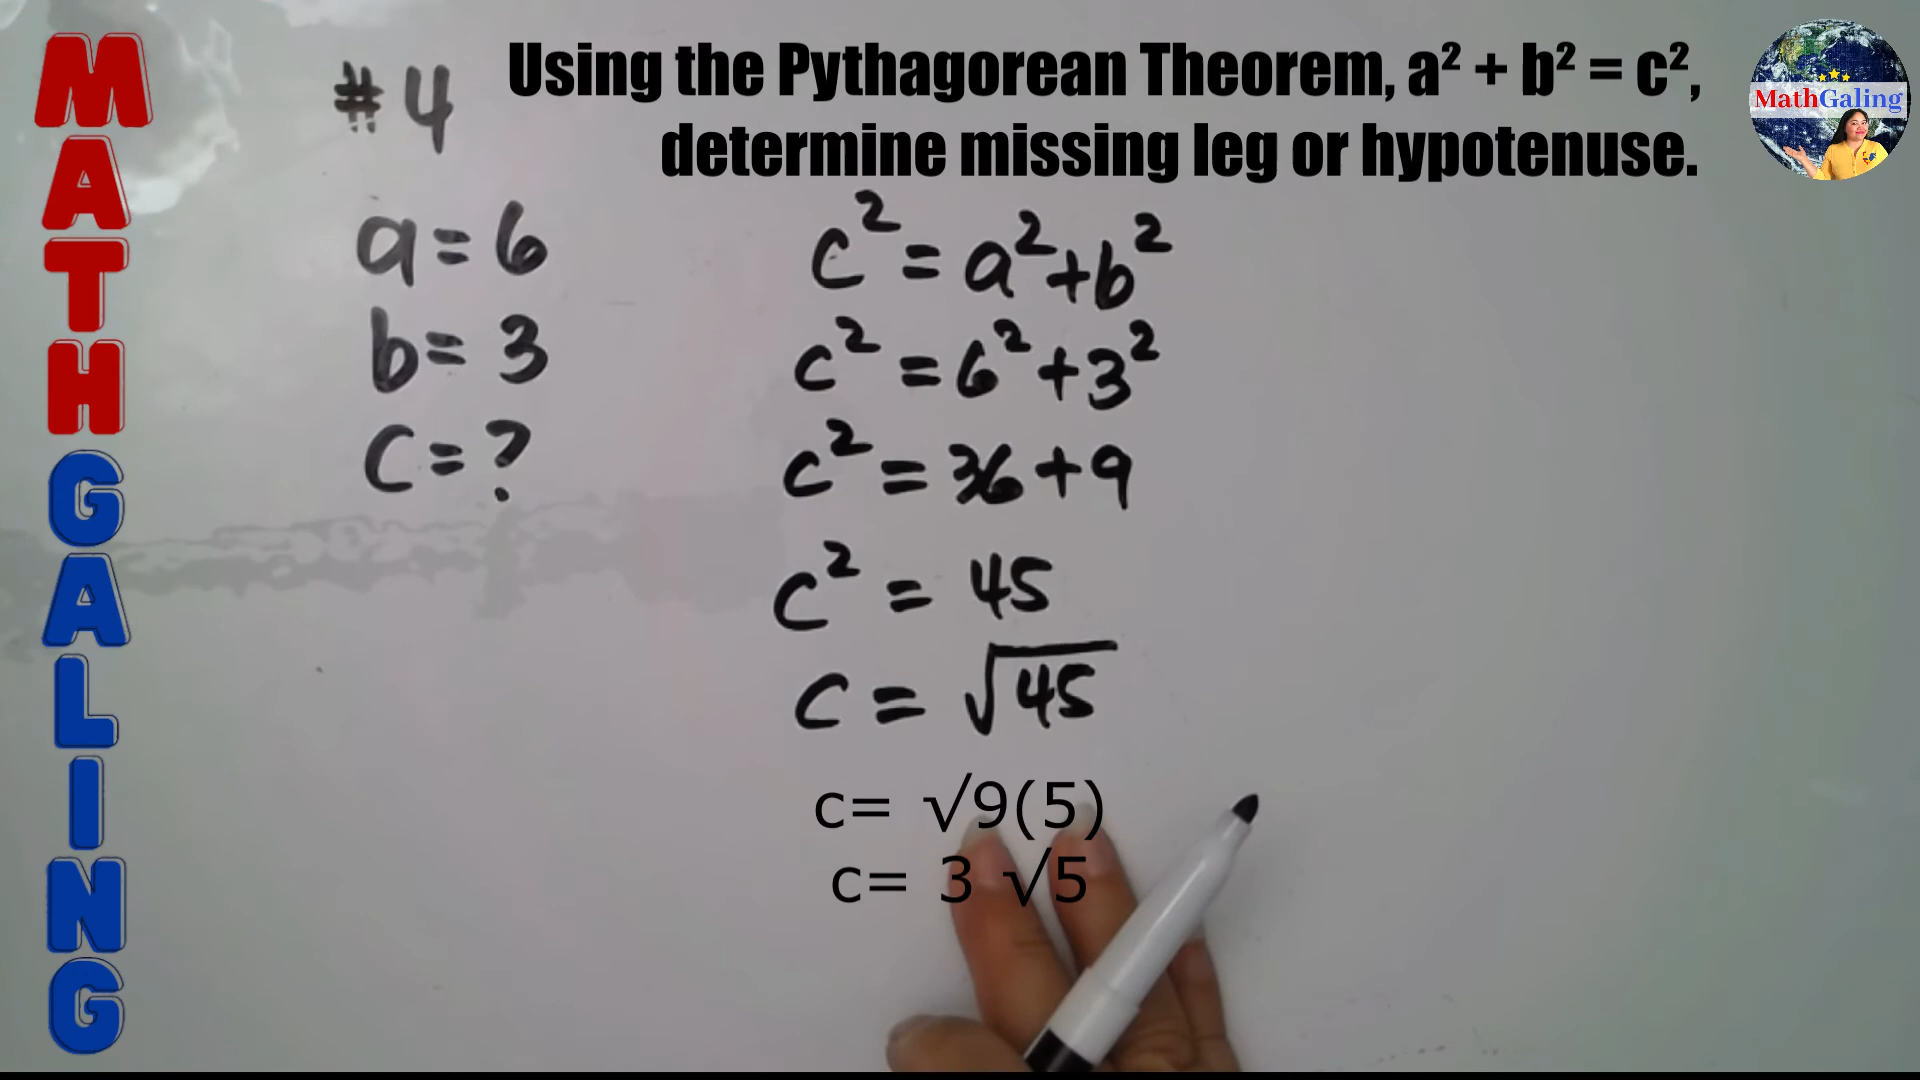 MATH GALING
#4
Using the Pythagorean Theorem, a² + b² = c²,
determine missing leg or hypotenuse.
MathGaling
a = 6
b = 3
c = ?
c² = a² + b²
c² = 6² + 3²
c² = 36 + 9
c² = 45
c = √45
c= √9(5)
c= 3 √5